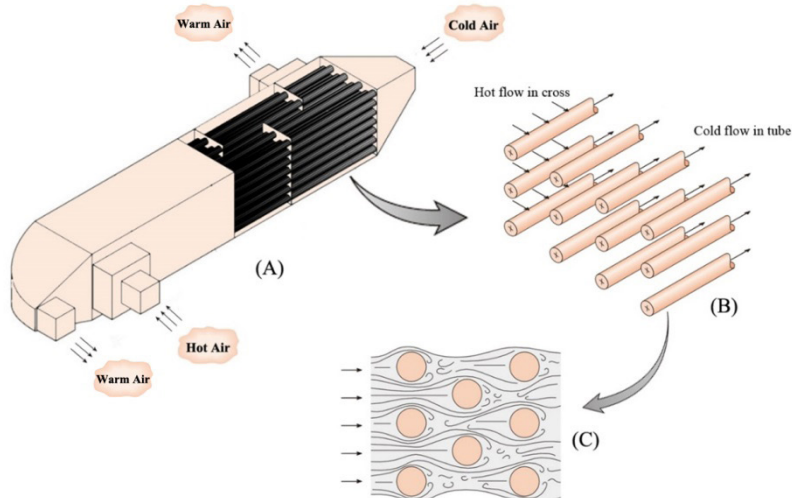 Warm Air
Cold Air
Hot flow in cross
Cold flow in tube
(A)
(B)
Hot Air
Warm Air
(C)